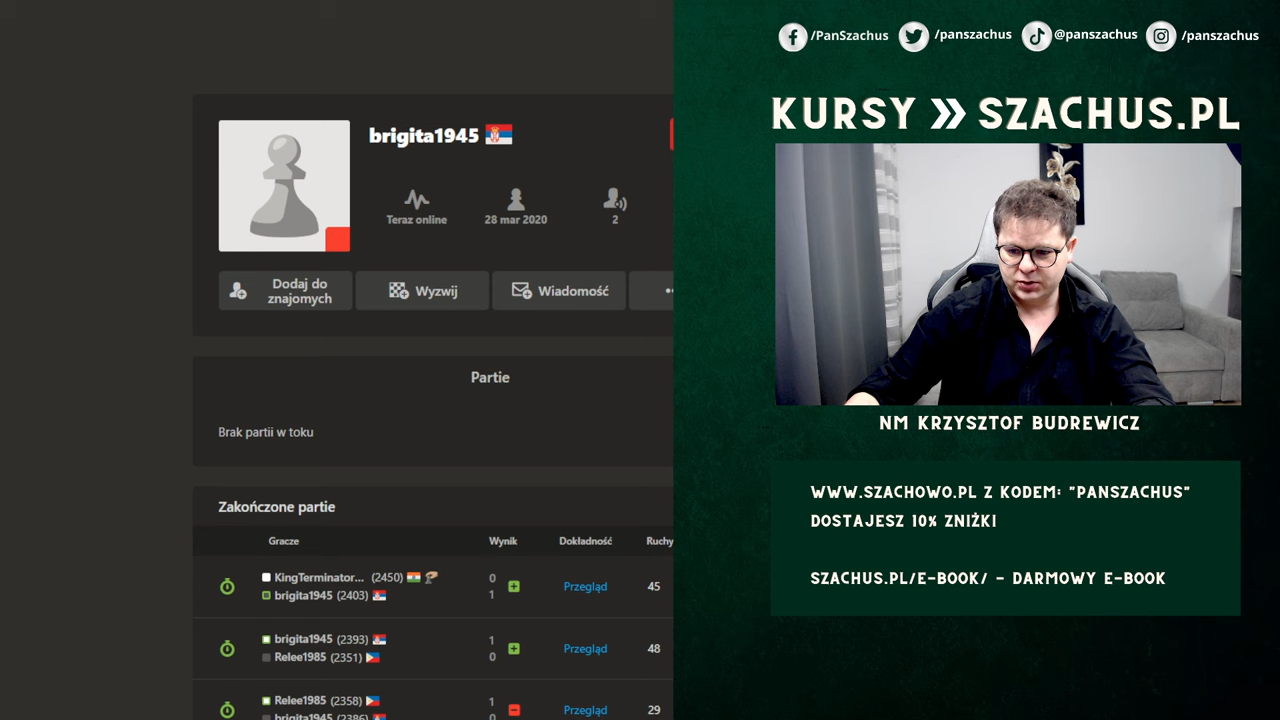 brigita1945
Teraz online
28 mar 2020
2
Dodaj do
znajomych
Wyzwij
Wiadomość
Partie
Brak partii w toku
Zakończone partie
Gracze Wynik Dokładność Ruchy
KingTerminator... (2450) 0
brigita1945 (2403) 1
Przegląd 45
brigita1945 (2393) 1
Relee1985 (2351) 0
Przegląd 48
Relee1985 (2358) 1
brigita1945 (2386) 0
Przegląd 29
/PanSzachus /panszachus @panszachus /panszachus
KURSY » SZACHUS.PL
NM KRZYSZTOF BUDREWICZ
WWW.SZACHOWO.PL Z KODEM: "PANSZACHUS"
DOSTAJESZ 10% ZNIŻKI
SZACHUS.PL/E-BOOK/ - DARMOWY E-BOOK